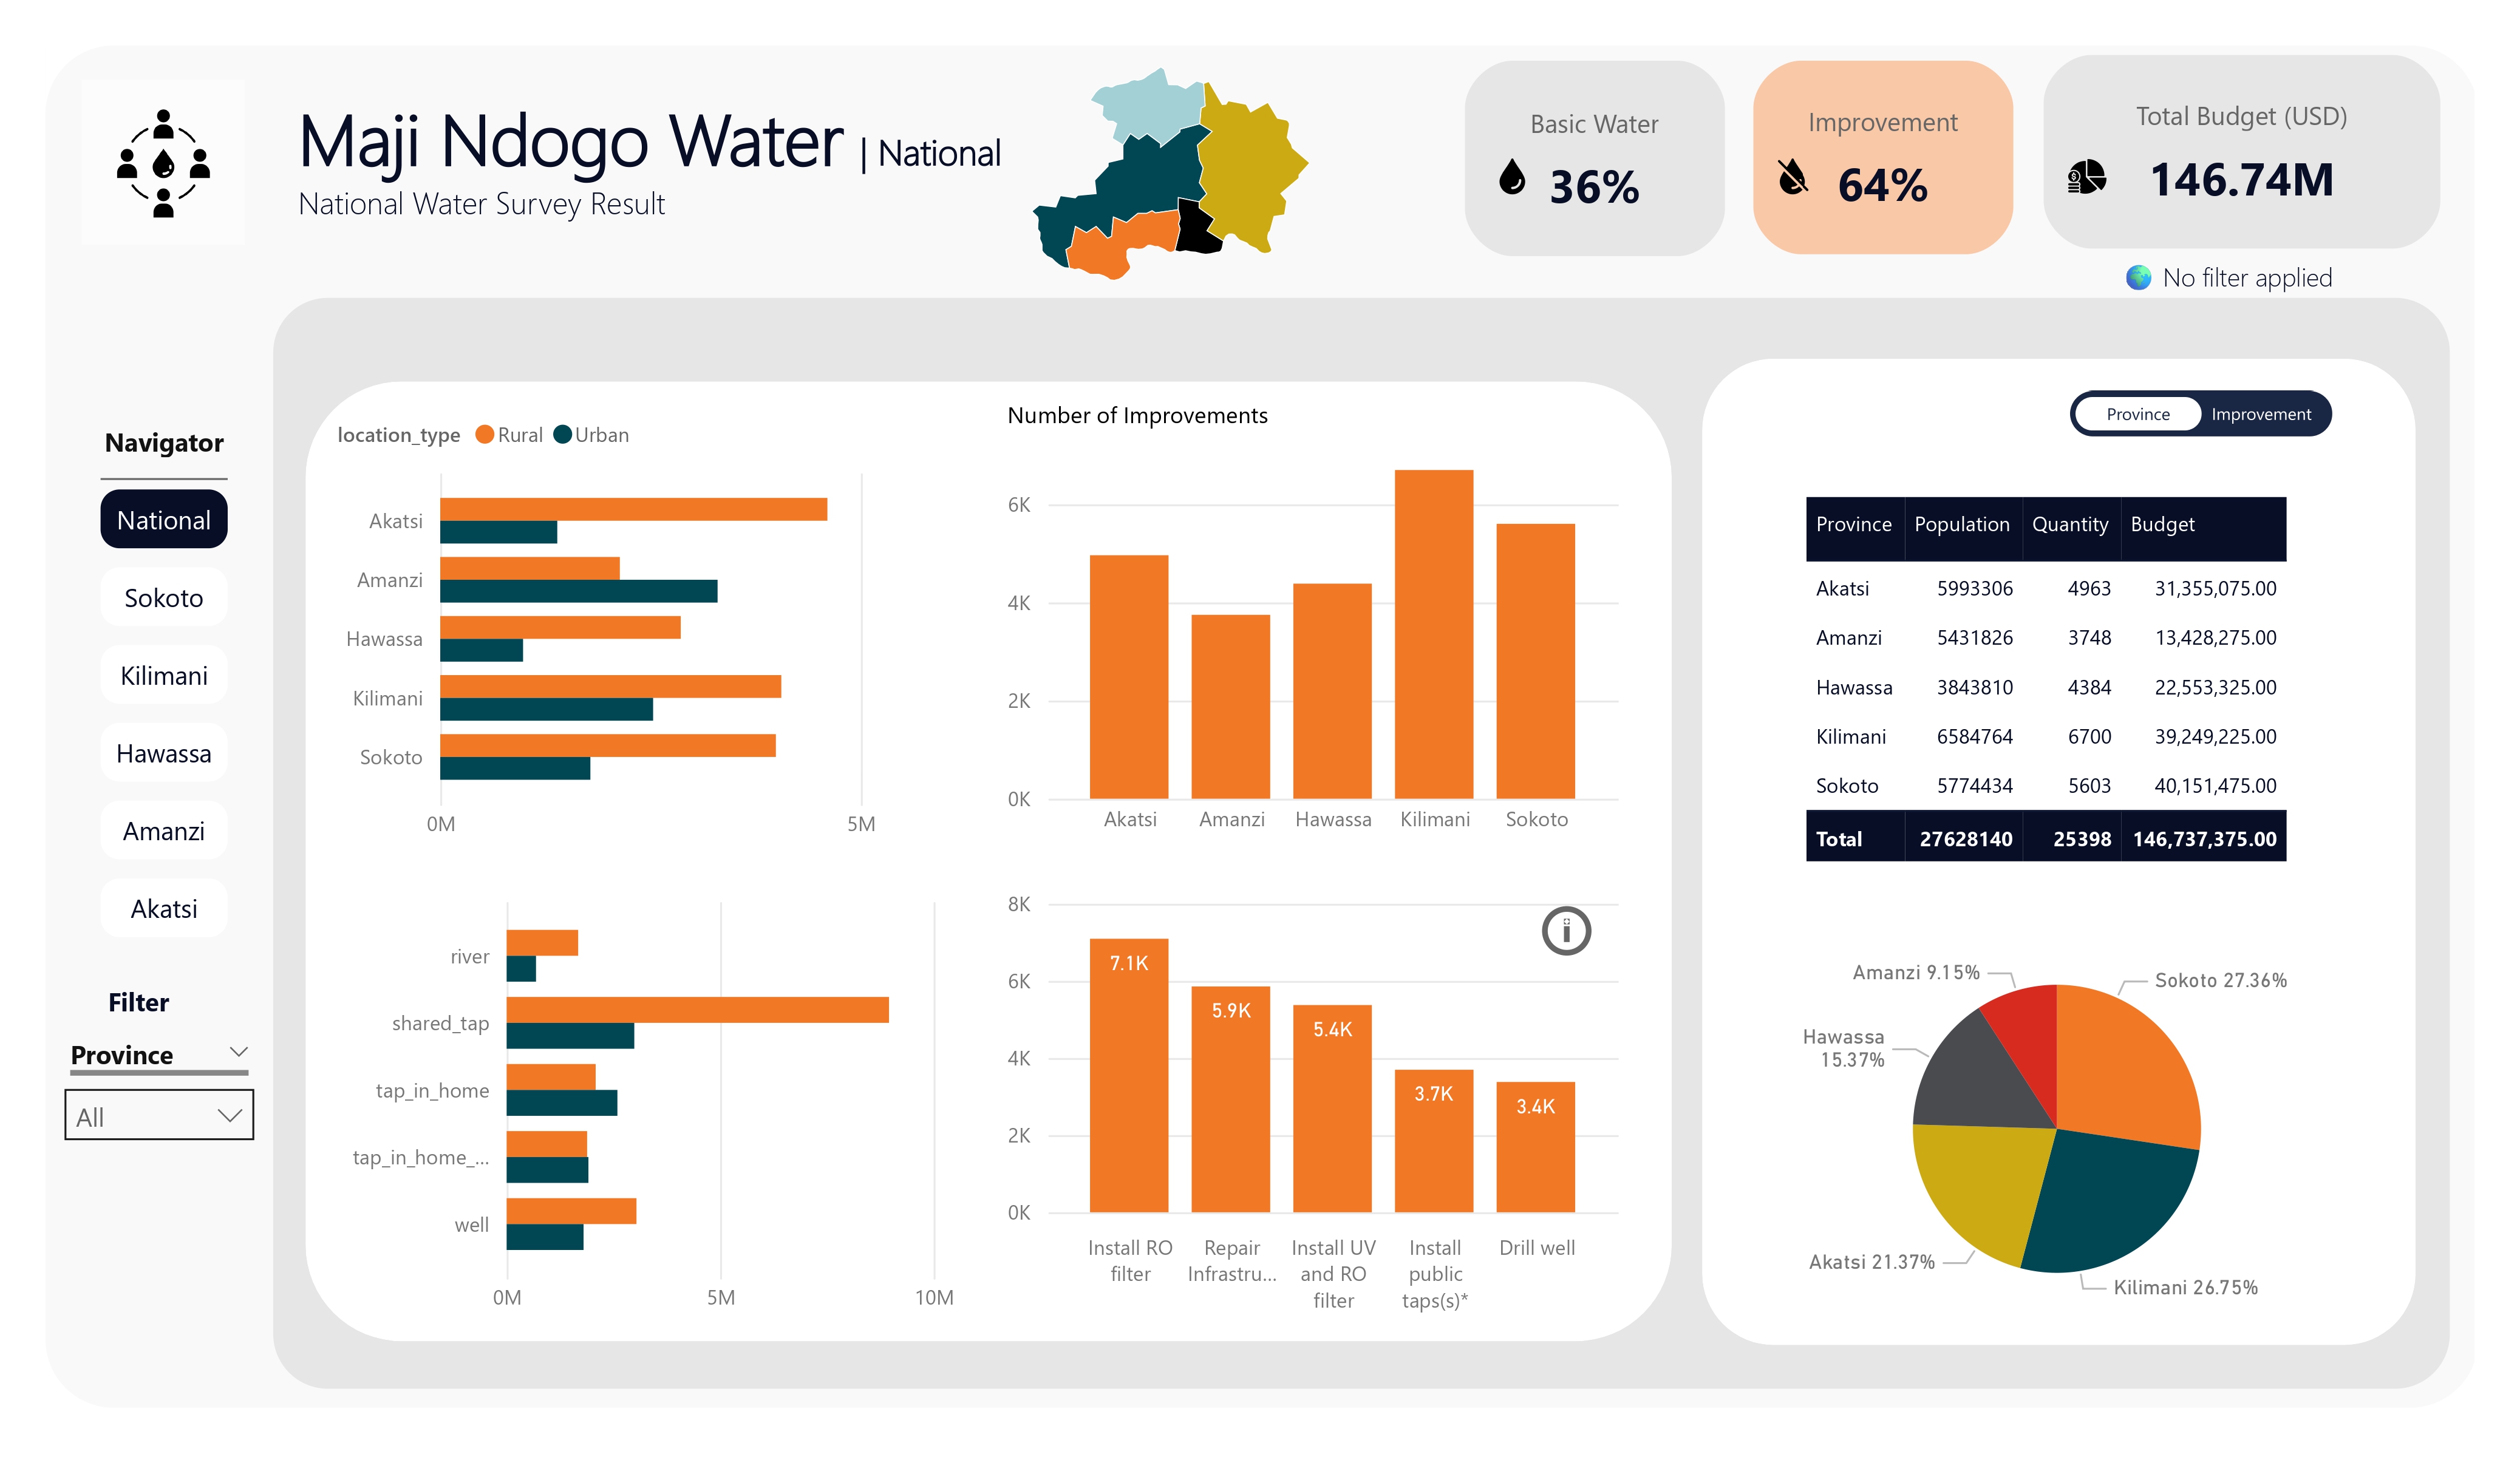 Maji Ndogo Water | National
National Water Survey Result
Basic Water
36%
Improvement
64%
Total Budget (USD)
146.74M
No filter applied
Navigator
National
Sokoto
Kilimani
Hawassa
Amanzi
Akatsi
Filter
Province
All
location_type Rural Urban
Akatsi
Amanzi
Hawassa
Kilimani
Sokoto
0M 5M
Number of Improvements
6K
4K
2K
0K
Akatsi Amanzi Hawassa Kilimani Sokoto
river
shared_tap
tap_in_home
tap_in_home_...
well
0M 5M 10M
8K
6K
4K
2K
0K
7.1K
5.9K
5.4K
3.7K
3.4K
Install RO
filter
Repair
Infrastru...
Install UV
and RO
filter
Install
public
taps(s)*
Drill well
Province Improvement
Province Population Quantity Budget
Akatsi 5993306 4963 31,355,075.00
Amanzi 5431826 3748 13,428,275.00
Hawassa 3843810 4384 22,553,325.00
Kilimani 6584764 6700 39,249,225.00
Sokoto 5774434 5603 40,151,475.00
Total 27628140 25398 146,737,375.00
Amanzi 9.15%
Sokoto 27.36%
Hawassa
15.37%
Akatsi 21.37%
Kilimani 26.75%